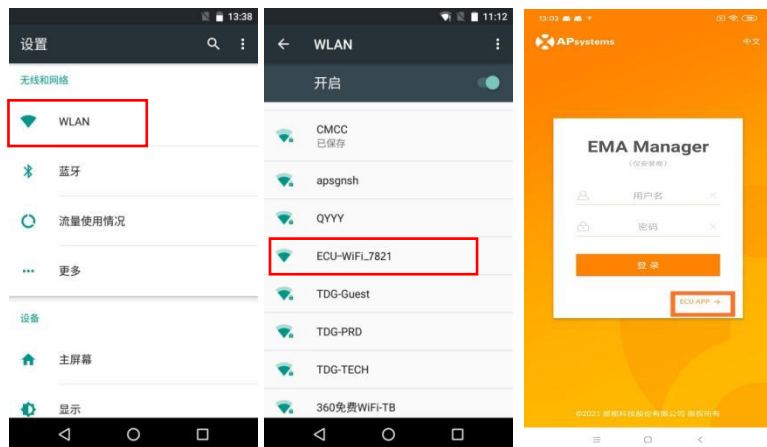 13:38
设置
无线和网络
WLAN
蓝牙
流量使用情况
更多
设备
主屏幕
显示
11:12
WLAN
开启
CMCC
已保存
apsgnsh
QYYY
ECU-WiFi_7821
TDG-Guest
TDG-PRD
TDG-TECH
360免费WiFi-TB
13:03
APsystems
中文
EMA Manager
用户名
密码
登录
ECU APP